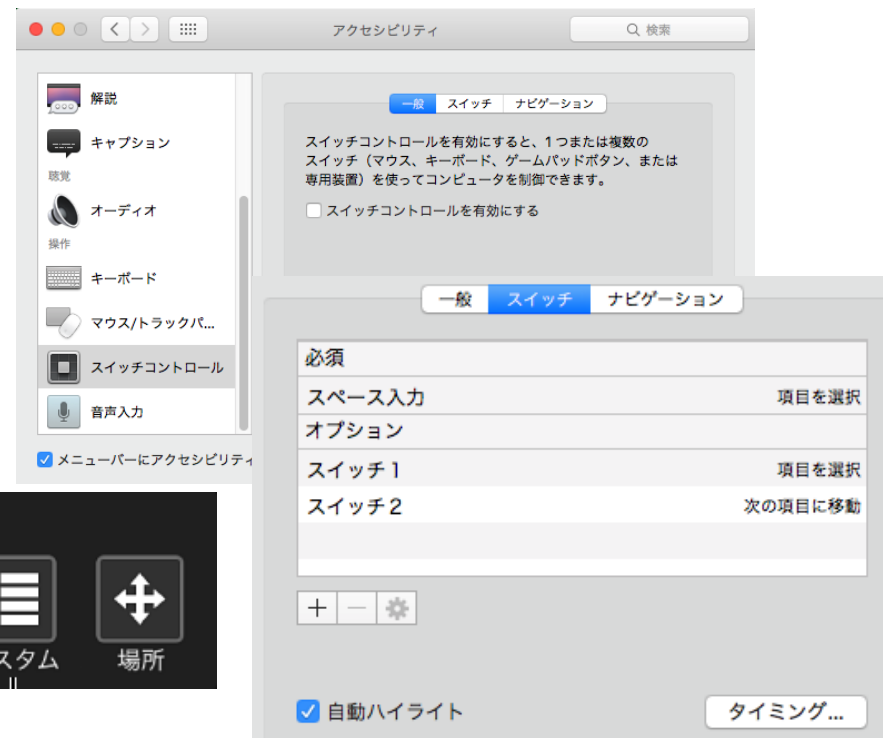 アクセシビリティ
検索
解説
キャプション
聴覚
オーディオ
操作
キーボード
マウス/トラックパ...
スイッチコントロール
音声入力
メニューバーにアクセシビリティ
一般 スイッチ ナビゲーション
スイッチコントロールを有効にすると、1つまたは複数の
スイッチ（マウス、キーボード、ゲームパッドボタン、または
専用装置）を使ってコンピュータを制御できます。
スイッチコントロールを有効にする
一般 スイッチ ナビゲーション
必須
スペース入力 項目を選択
オプション
スイッチ 1 項目を選択
スイッチ 2 次の項目に移動
自動ハイライト
タイミング...
スタム
場所